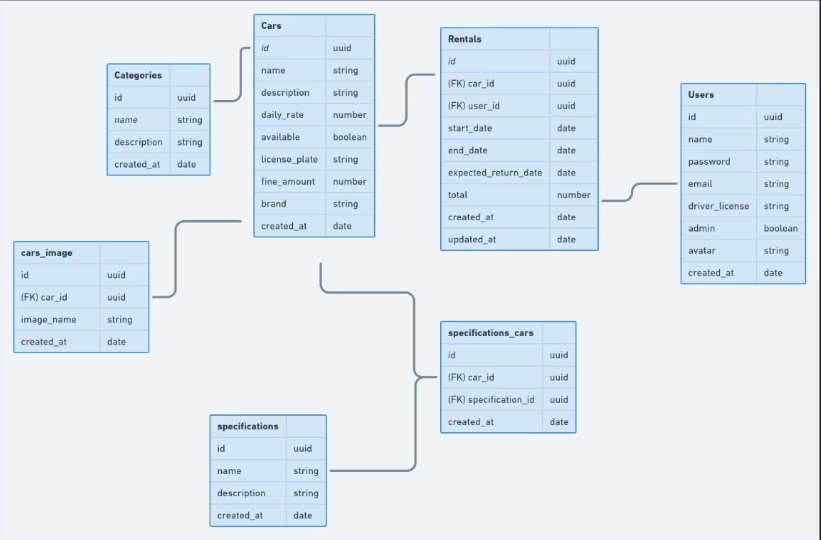 Categories
id uuid
name string
description string
created_at date
Cars
id uuid
name string
description string
daily_rate number
available boolean
license_plate string
fine_amount number
brand string
created_at date
Rentals
id uuid
(FK) car_id uuid
(FK) user_id uuid
start_date date
end_date date
expected_return_date date
total number
created_at date
updated_at date
Users
id uuid
name string
password string
email string
driver_license string
admin boolean
avatar string
created_at date
cars_image
id uuid
(FK) car_id uuid
image_name string
created_at date
specifications_cars
id uuid
(FK) car_id uuid
(FK) specification_id uuid
created_at date
specifications
id uuid
name string
description string
created_at date